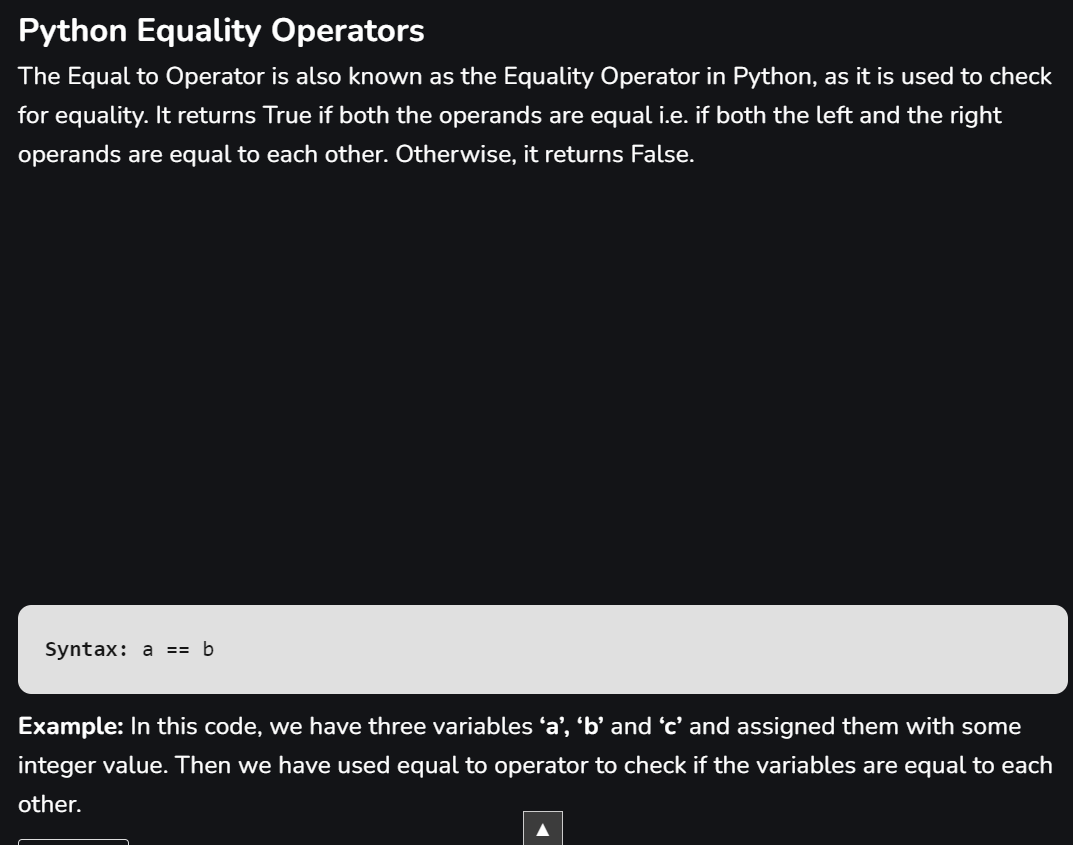 Python Equality Operators
The Equal to Operator is also known as the Equality Operator in Python, as it is used to check
for equality. It returns True if both the operands are equal i.e. if both the left and the right
operands are equal to each other. Otherwise, it returns False.
Syntax: a == b
Example: In this code, we have three variables ‘a’, ‘b’ and ‘c’ and assigned them with some
integer value. Then we have used equal to operator to check if the variables are equal to each
other.